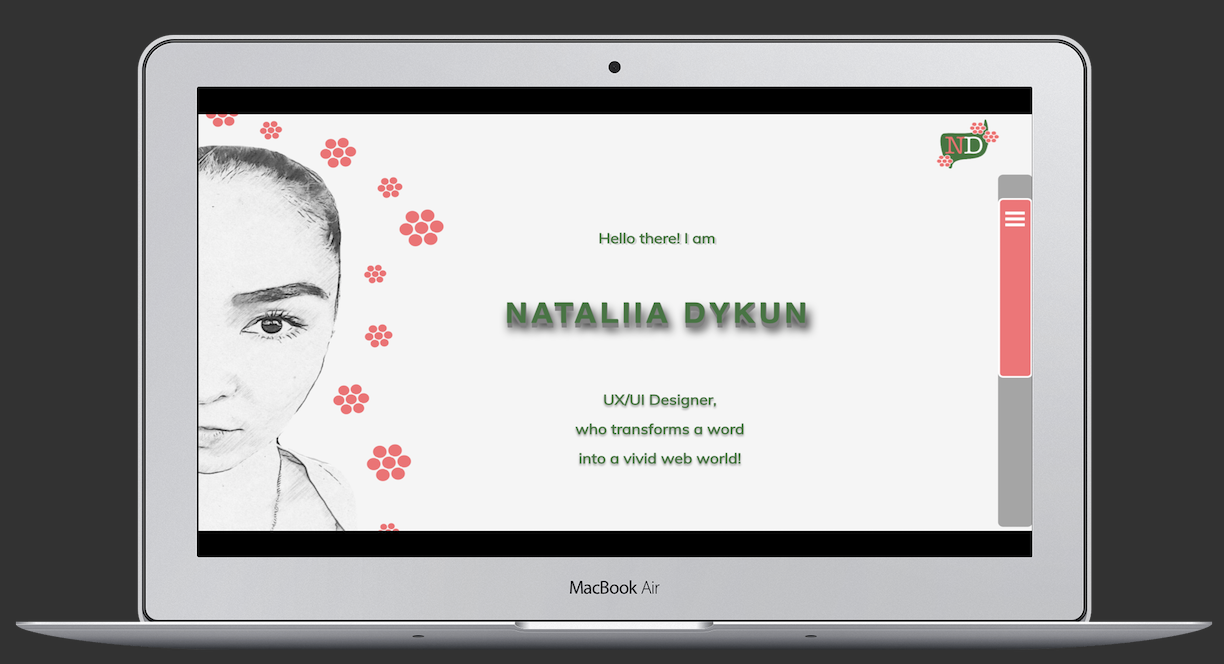 ND
Hello there! I am
NATALIIA DYKUN
UX/UI Designer,
who transforms a word
into a vivid web world!
MacBook Air